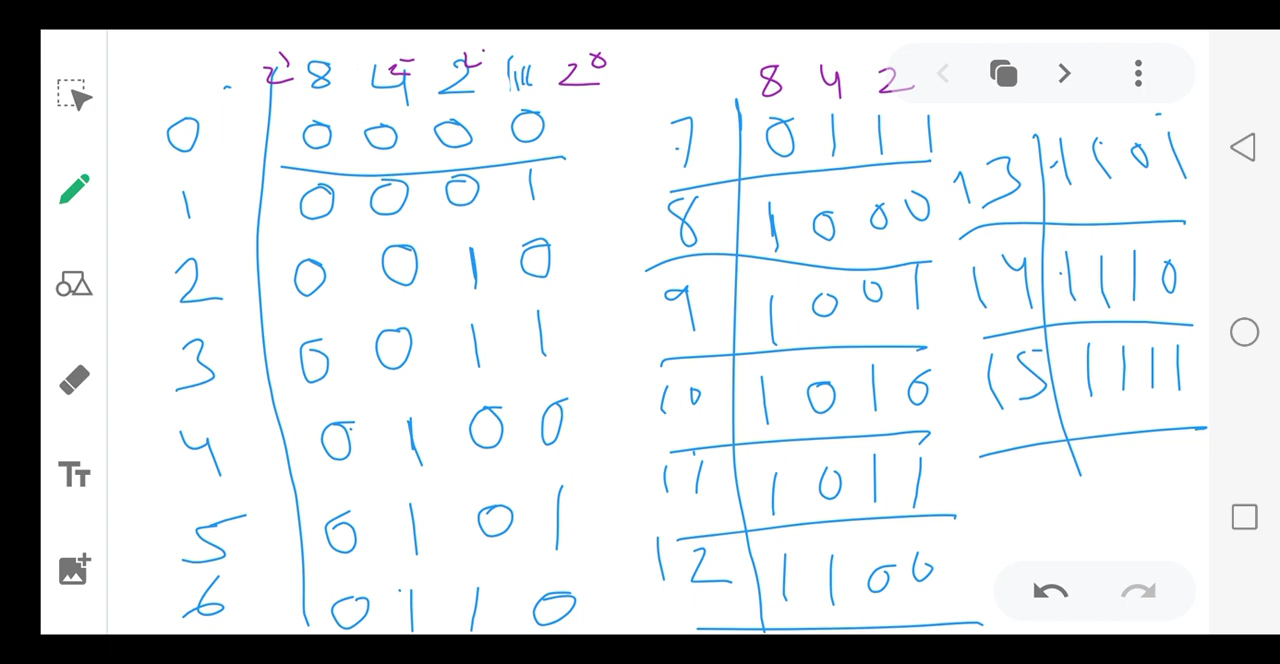 2³ 8 4 2² 2 2¹ 1 2⁰
0 0 0 0 0
1 0 0 0 1
2 0 0 1 0
3 0 0 1 1
4 0 1 0 0
5 0 1 0 1
6 0 1 1 0
8 4 2
7 0 1 1 1
8 1 0 0 0
9 1 0 0 1
10 1 0 1 0
11 1 0 1 1
12 1 1 0 0
13 1 1 0 1
14 1 1 1 0
15 1 1 1 1
TT